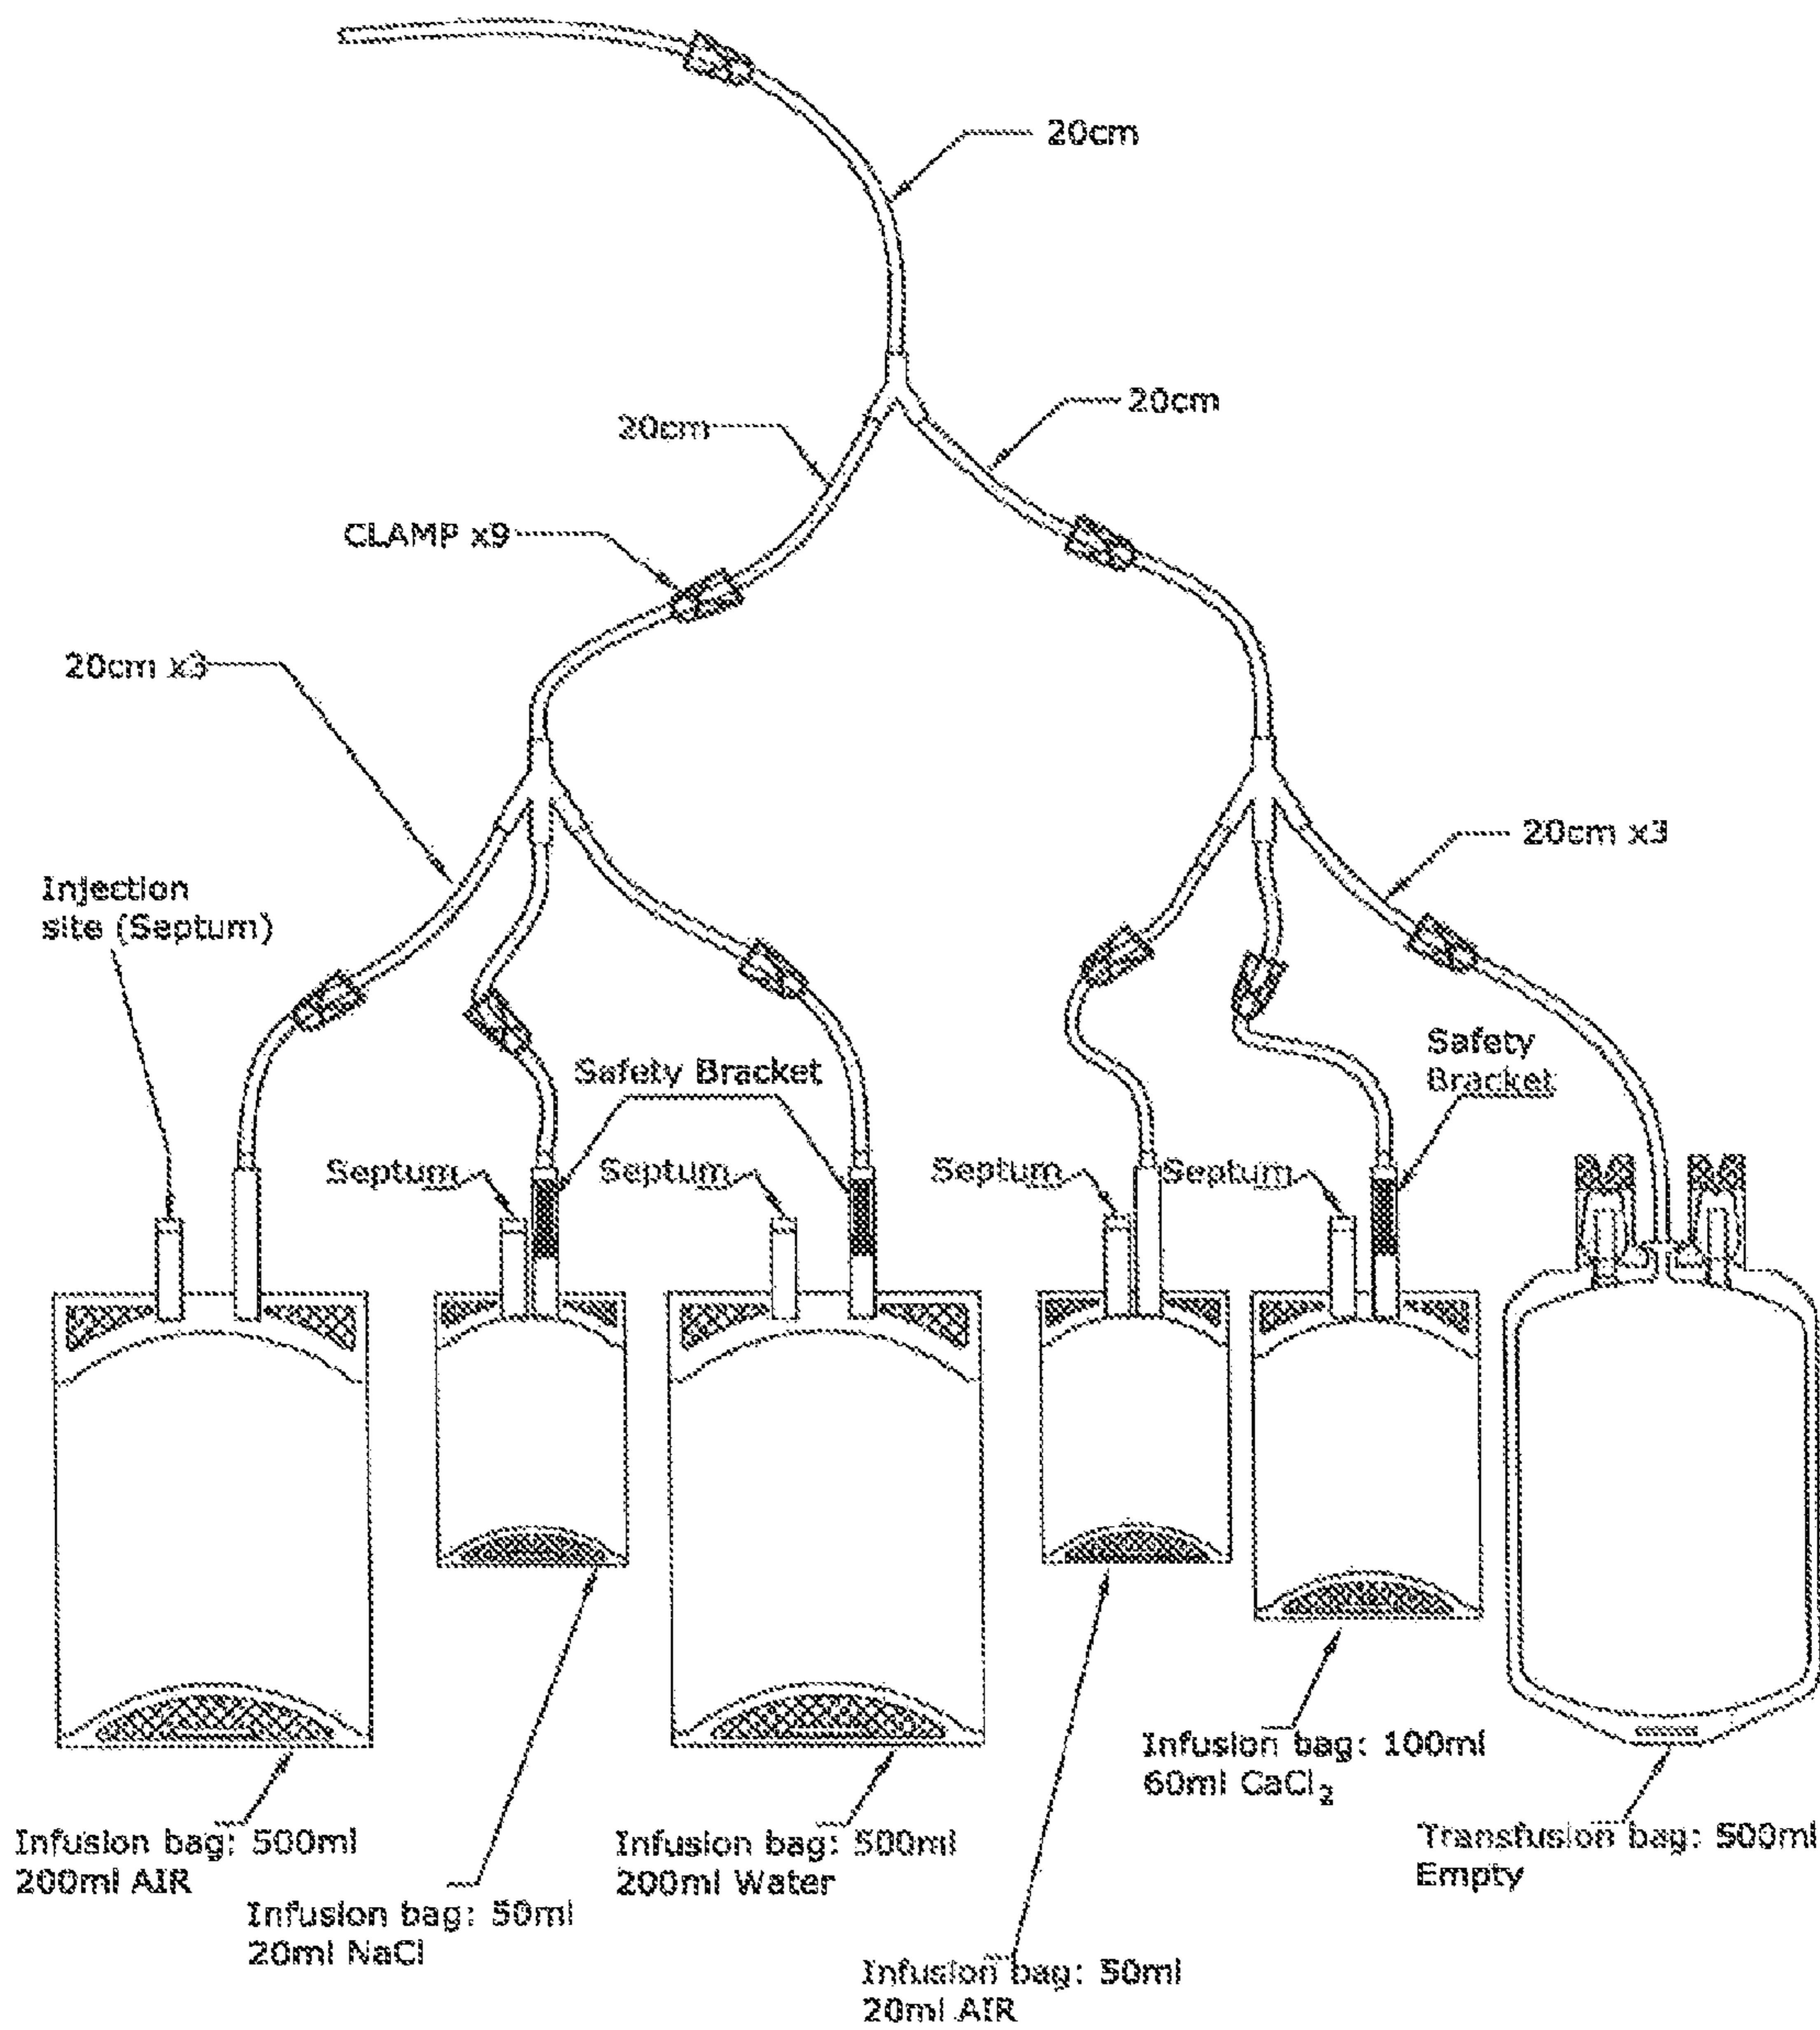 20cm
20cm
20cm
CLAMP x9
20cm x3
20cm x3
Injection
site (Septum)
Safety Bracket
Safety
Bracket
Septum
Septum
Septum
Septum
Infusion bag: 100ml
60ml CaCl₂
Infusion bag: 500ml
200ml AIR
Infusion bag: 500ml
200ml Water
Transfusion bag: 500ml
Empty
Infusion bag: 50ml
20ml NaCl
Infusion bag: 50ml
20ml AIR